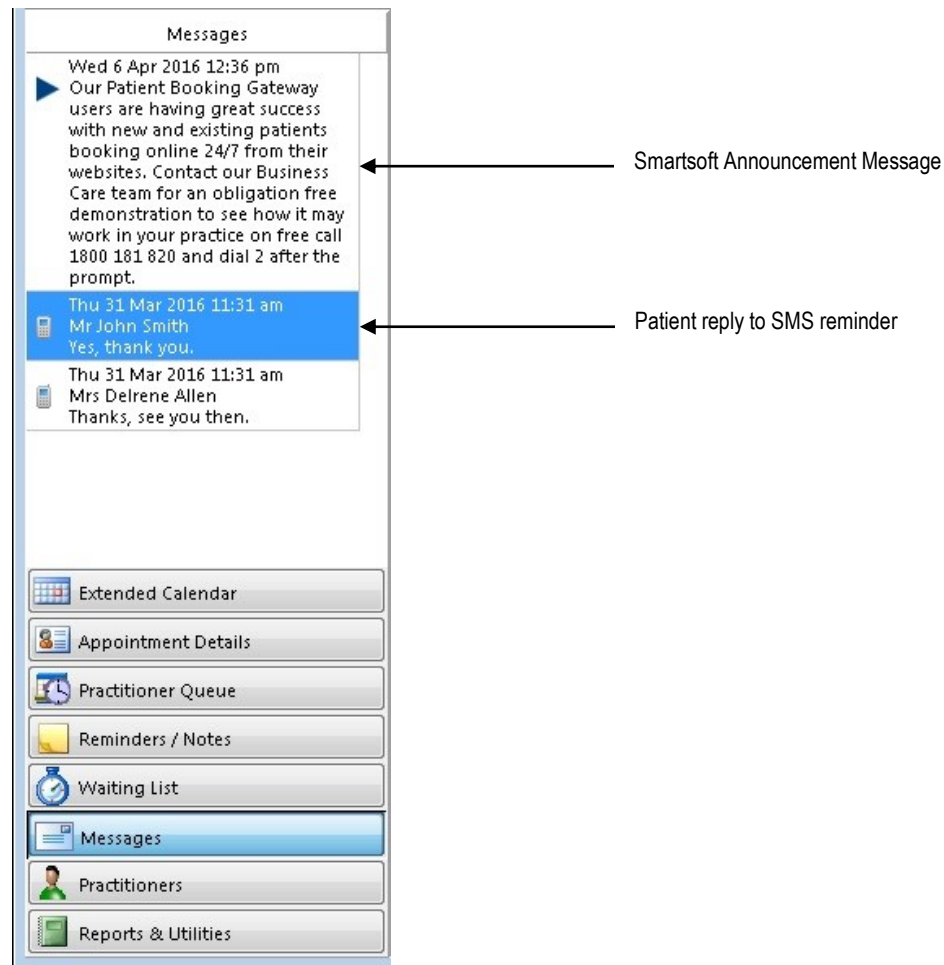 Messages
Wed 6 Apr 2016 12:36 pm
Our Patient Booking Gateway
users are having great success
with new and existing patients
booking online 24/7 from their
websites. Contact our Business
Care team for an obligation free
demonstration to see how it may
work in your practice on free call
1800 181 820 and dial 2 after the
prompt.
Smartsoft Announcement Message
Thu 31 Mar 2016 11:31 am
Mr John Smith
Yes, thank you.
Patient reply to SMS reminder
Thu 31 Mar 2016 11:31 am
Mrs Delrene Allen
Thanks, see you then.
Extended Calendar
Appointment Details
Practitioner Queue
Reminders / Notes
Waiting List
Messages
Practitioners
Reports & Utilities